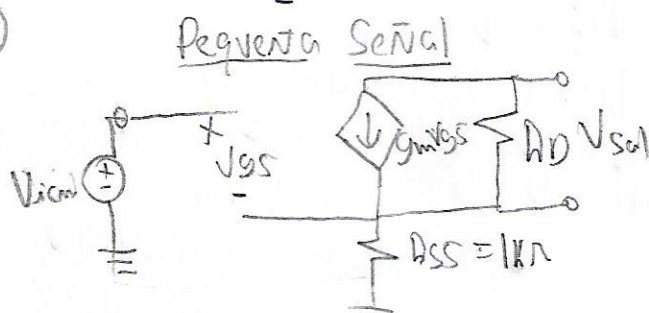 Pequeña Señal
Vicm
+
-
+
Vgs
-
gmvgs
RD
Vsal
RSS = 1KΩ